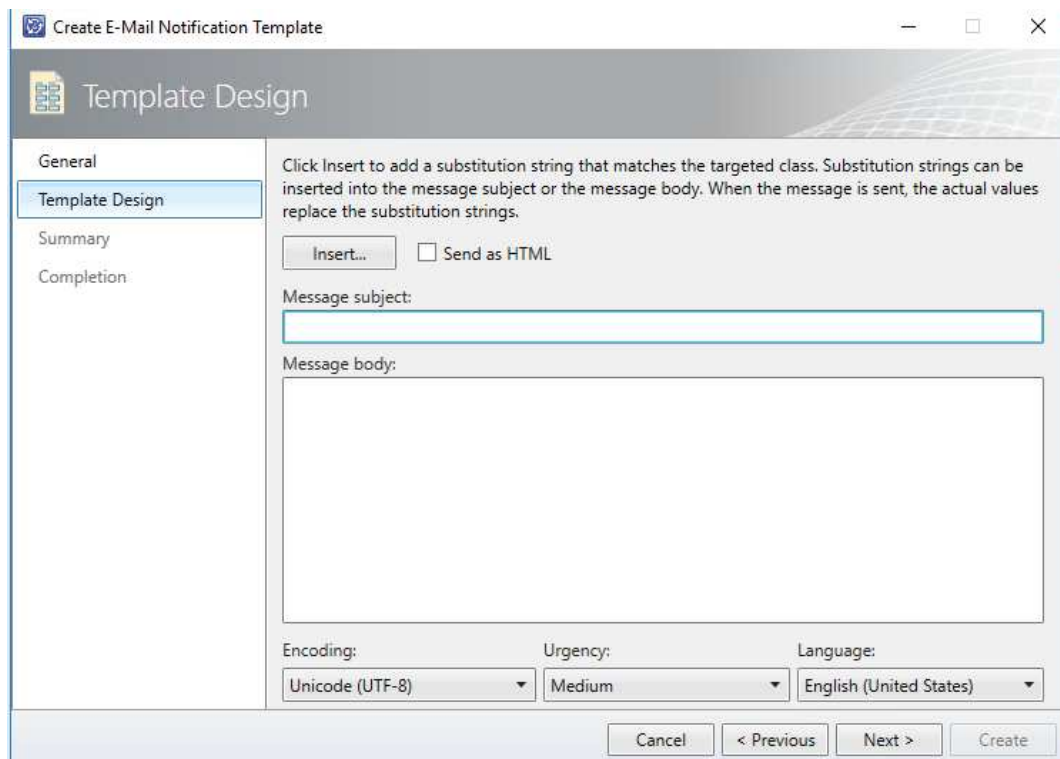 Create E-Mail Notification Template
Template Design
General
Template Design
Summary
Completion
Click Insert to add a substitution string that matches the targeted class. Substitution strings can be
inserted into the message subject or the message body. When the message is sent, the actual values
replace the substitution strings.
Insert...
Send as HTML
Message subject:
Message body:
Encoding:
Urgency:
Language:
Unicode (UTF-8)
Medium
English (United States)
Cancel
< Previous
Next >
Create